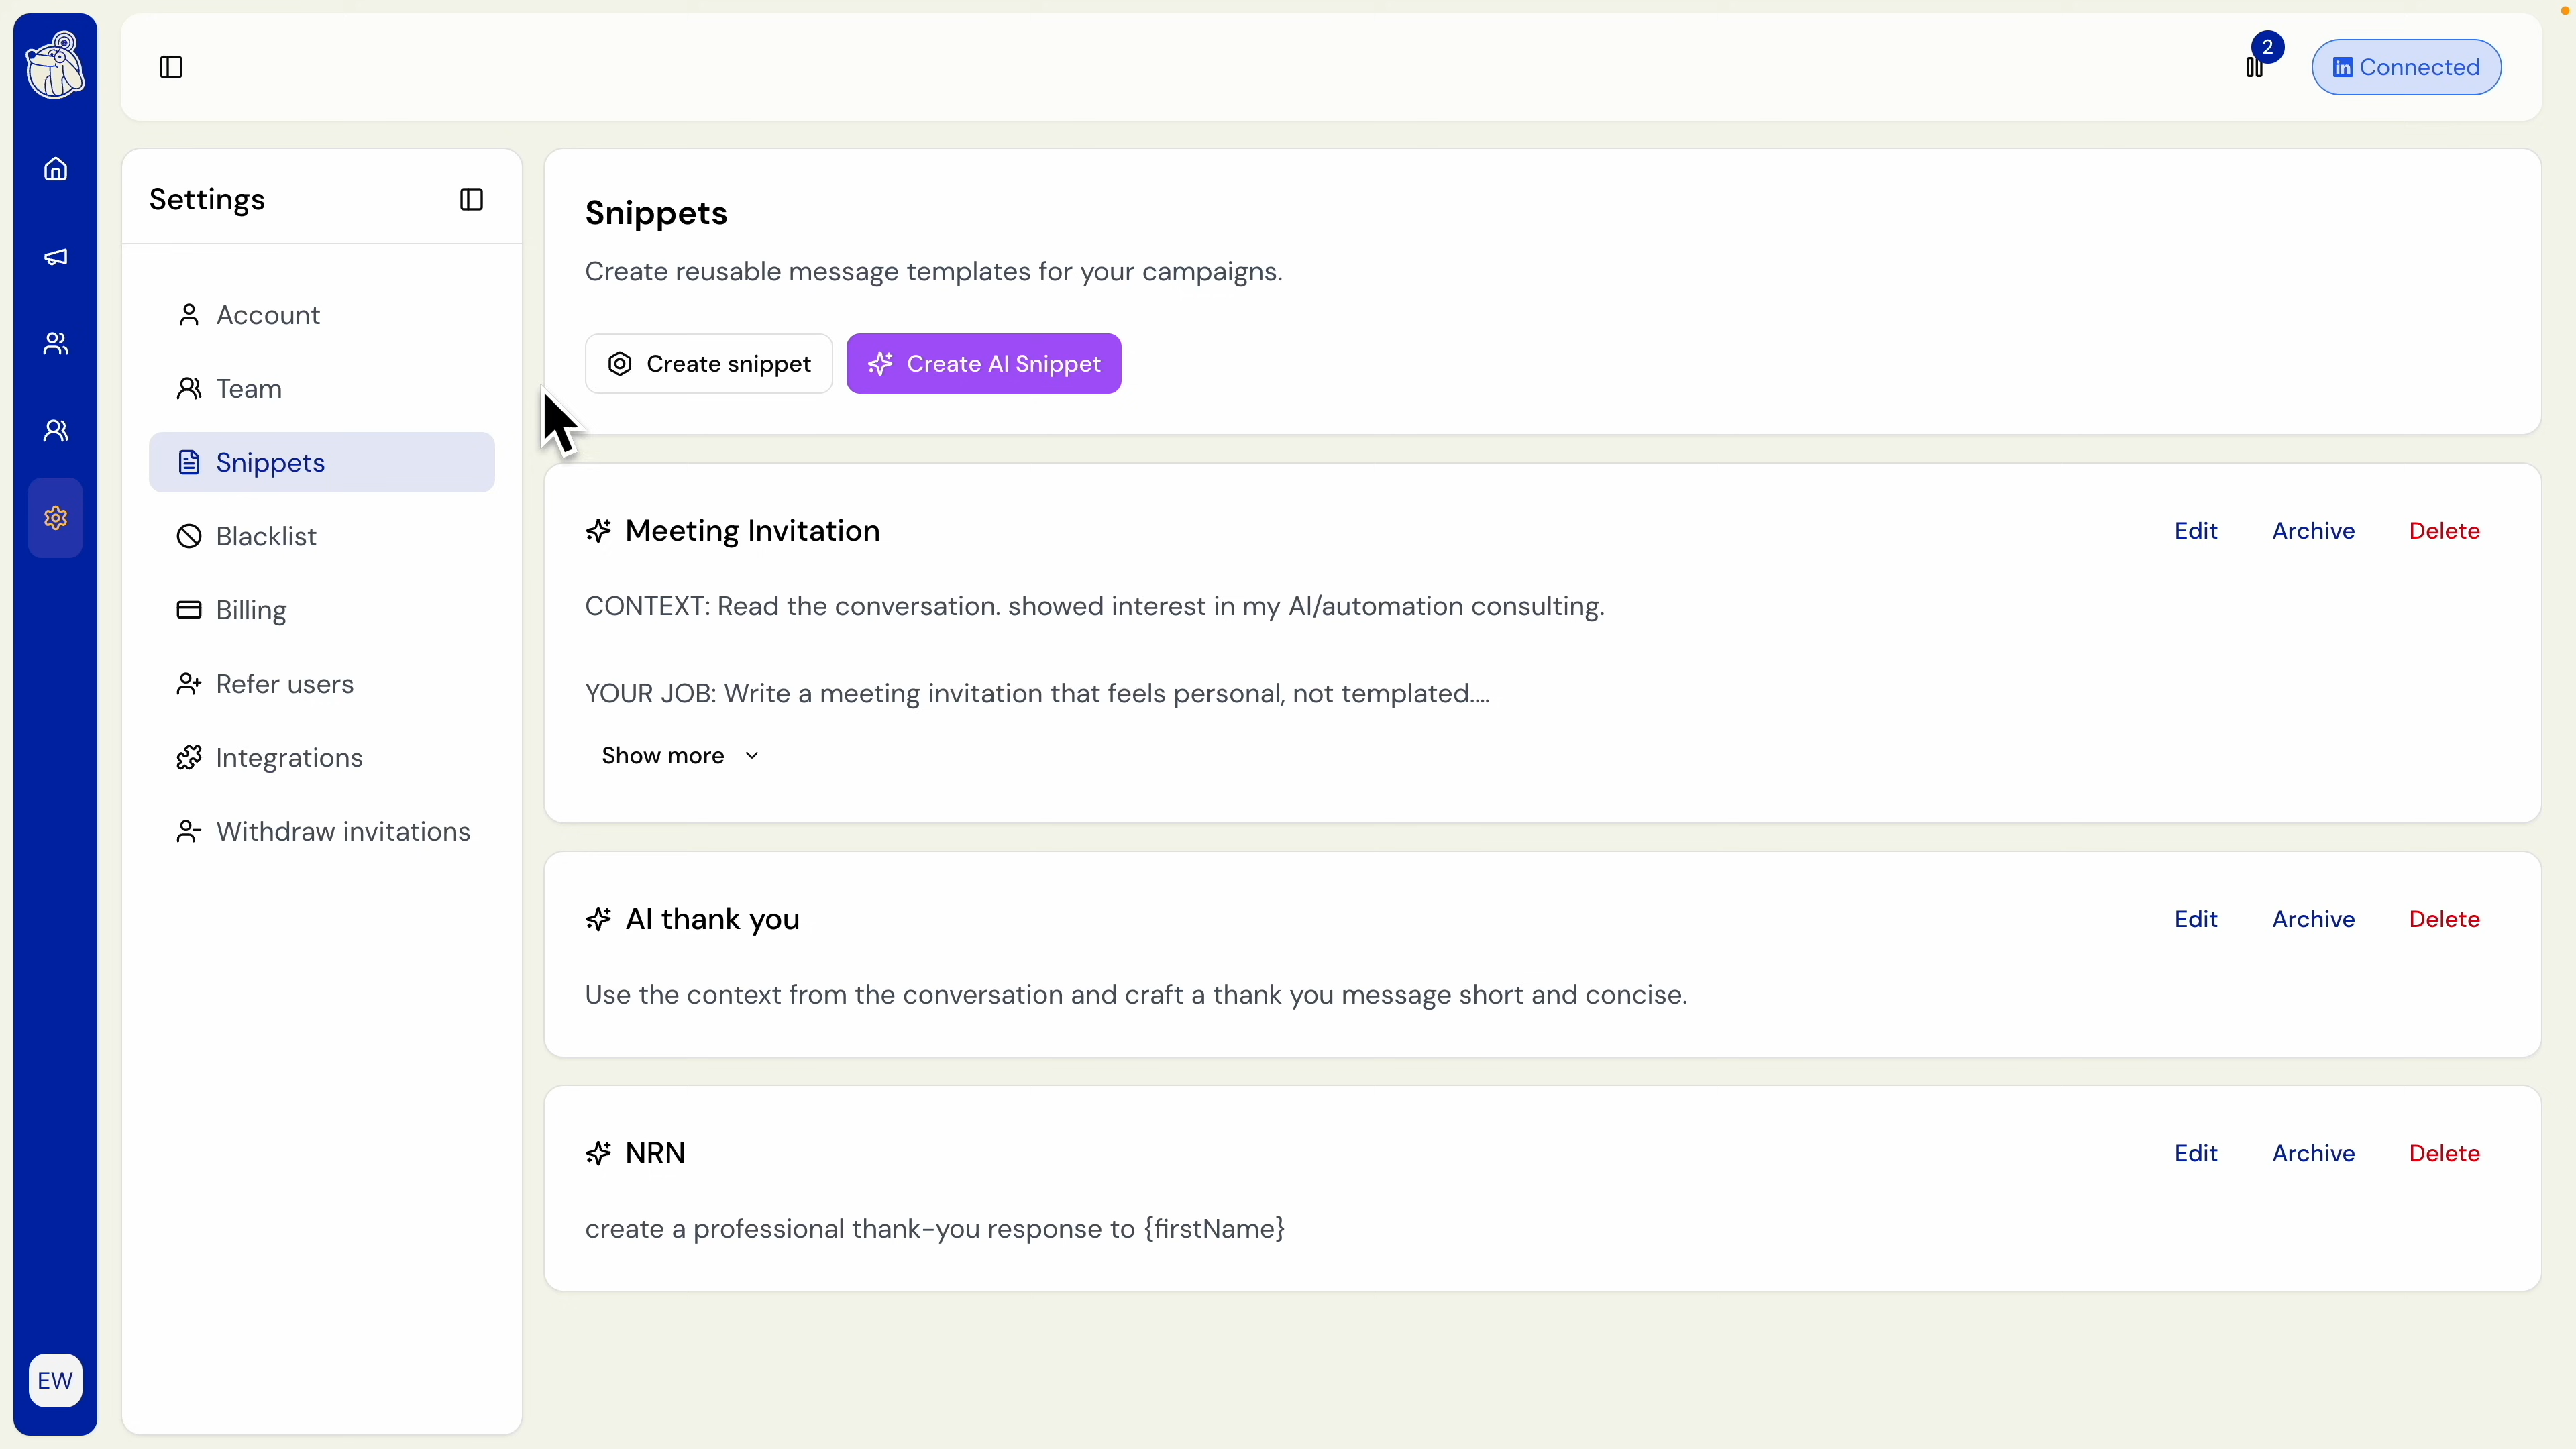 2
in Connected
Settings
Account
Team
Snippets
Blacklist
Billing
Refer users
Integrations
Withdraw invitations
EW
Snippets
Create reusable message templates for your campaigns.
Create snippet
Create AI Snippet
Meeting Invitation
Edit Archive Delete
CONTEXT: Read the conversation. showed interest in my AI/automation consulting.
YOUR JOB: Write a meeting invitation that feels personal, not templated....
Show more
AI thank you
Edit Archive Delete
Use the context from the conversation and craft a thank you message short and concise.
NRN
Edit Archive Delete
create a professional thank-you response to {firstName}